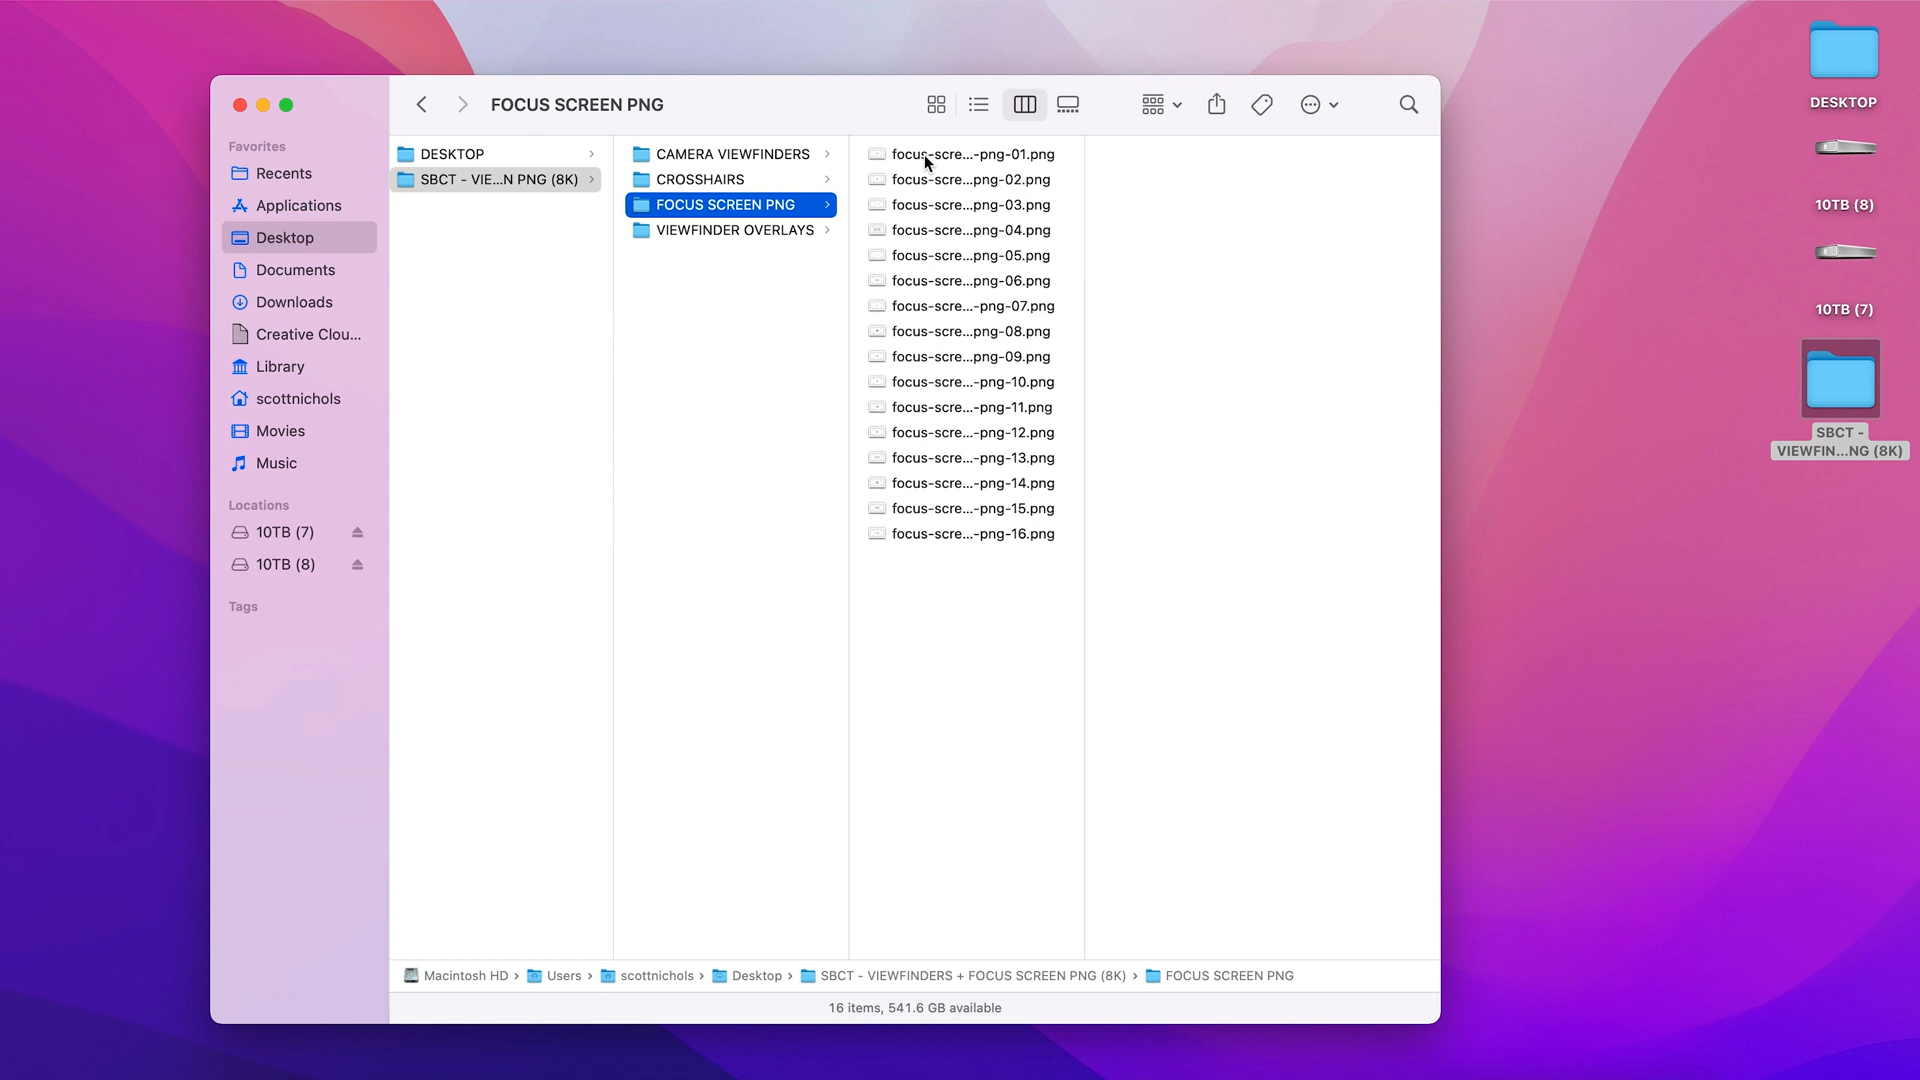 FOCUS SCREEN PNG
Favorites
Recents
Applications
Desktop
Documents
Downloads
Creative Clou...
Library
scottnichols
Movies
Music
Locations
10TB (7)
10TB (8)
Tags
DESKTOP
SBCT - VIE...N PNG (8K)
CAMERA VIEWFINDERS
CROSSHAIRS
FOCUS SCREEN PNG
VIEWFINDER OVERLAYS
focus-scre...-png-01.png
focus-scre...png-02.png
focus-scre...png-03.png
focus-scre...png-04.png
focus-scre...png-05.png
focus-scre...png-06.png
focus-scre...-png-07.png
focus-scre...png-08.png
focus-scre...png-09.png
focus-scre...-png-10.png
focus-scre...-png-11.png
focus-scre...-png-12.png
focus-scre...-png-13.png
focus-scre...-png-14.png
focus-scre...-png-15.png
focus-scre...-png-16.png
Macintosh HD › Users › scottnichols › Desktop › SBCT - VIEWFINDERS + FOCUS SCREEN PNG (8K) › FOCUS SCREEN PNG
16 items, 541.6 GB available
DESKTOP
10TB (8)
10TB (7)
SBCT -
VIEWFIN...NG (8K)